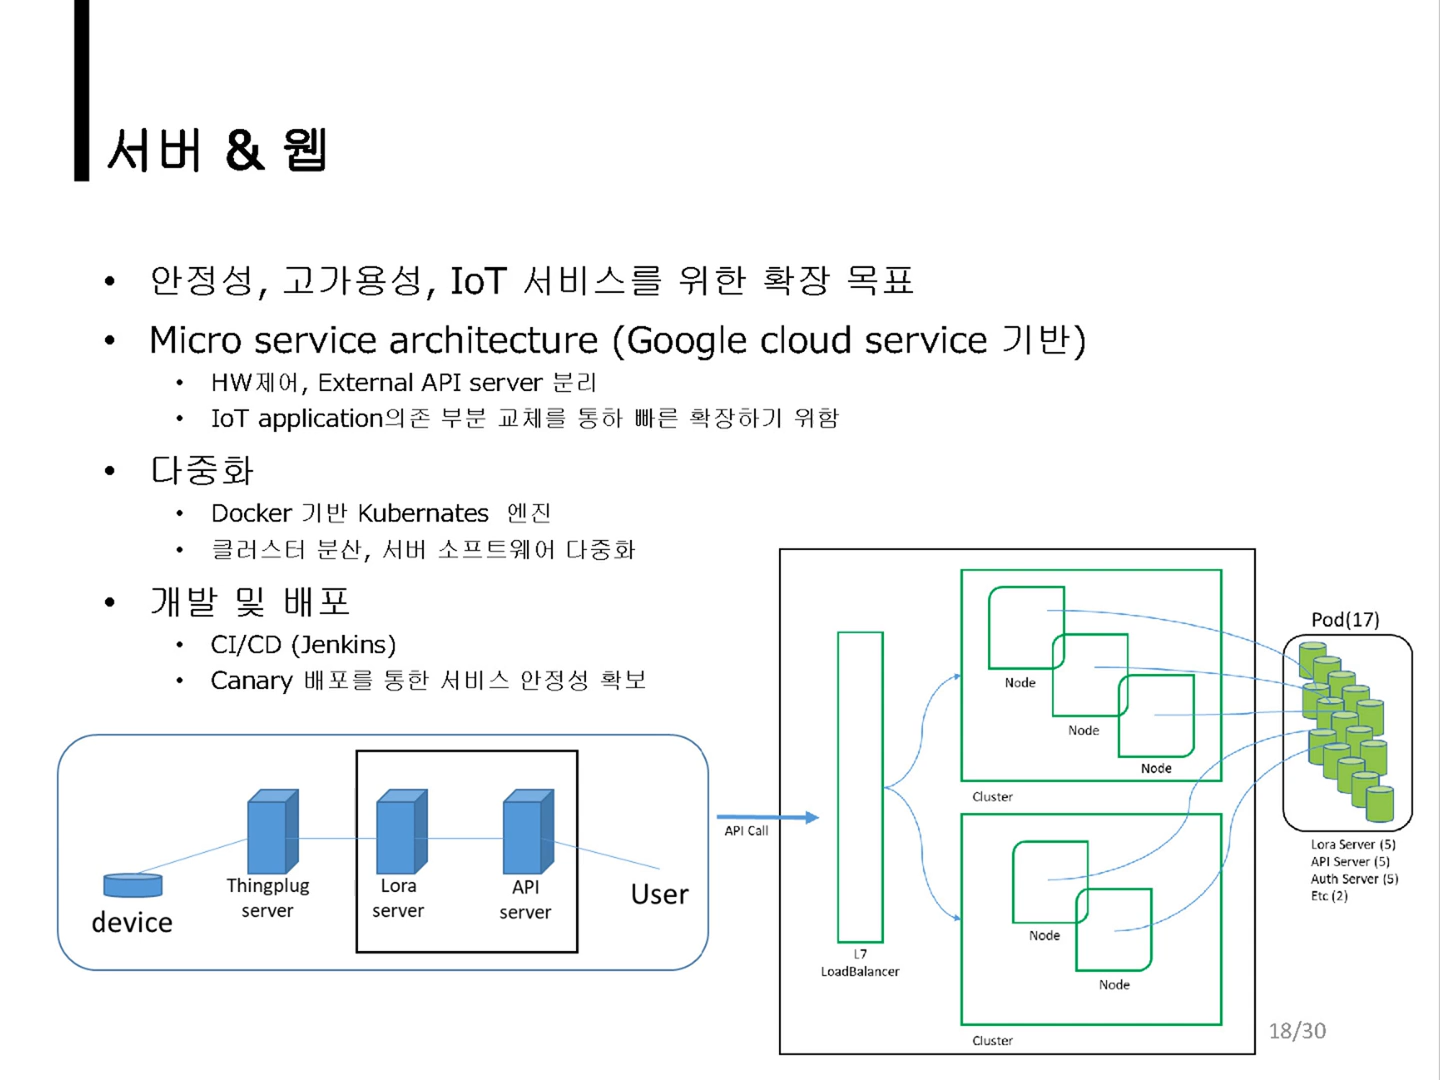 서버 & 웹
• 안정성, 고가용성, IoT 서비스를 위한 확장 목표
• Micro service architecture (Google cloud service 기반)
• HW제어, External API server 분리
• IoT application의존 부분 교체를 통하 빠른 확장하기 위함
• 다중화
• Docker 기반 Kubernates 엔진
• 클러스터 분산, 서버 소프트웨어 다중화
• 개발 및 배포
• CI/CD (Jenkins)
• Canary 배포를 통한 서비스 안정성 확보
device
Thingplug
server
Lora
server
API
server
User
API Call
L7
LoadBalancer
Node
Node
Node
Cluster
Node
Node
Cluster
Pod(17)
Lora Server (5)
API Server (5)
Auth Server (5)
Etc (2)
18/30